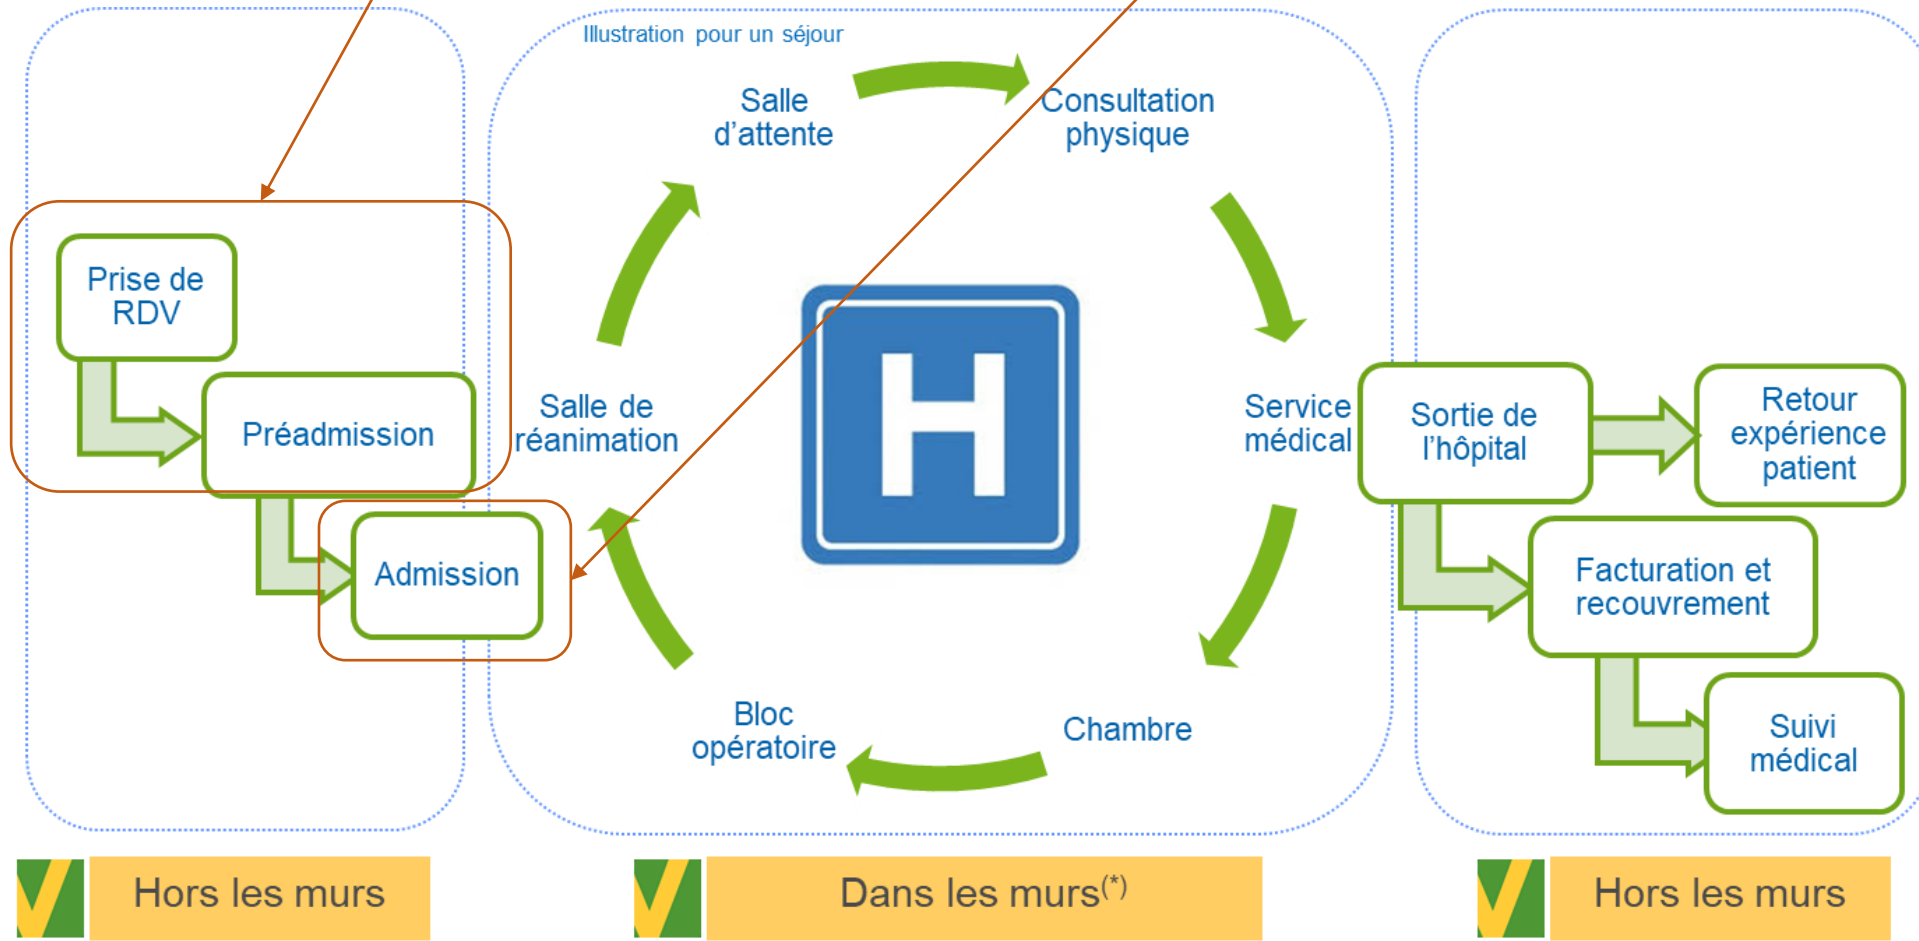 Illustration pour un séjour
Salle
d'attente
Consultation
physique
Prise de
RDV
Préadmission
Admission
Salle de
réanimation
H
Service
médical
Bloc
opératoire
Chambre
Sortie de
l'hôpital
Retour
expérience
patient
Facturation et
recouvrement
Suivi
médical
Hors les murs
Dans les murs(*)
Hors les murs